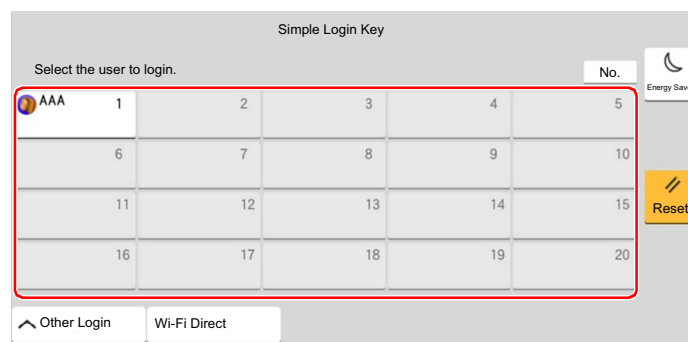 Simple Login Key
Select the user to login.
No.
Energy Save
AAA 1 2 3 4 5
6 7 8 9 10
11 12 13 14 15
Reset
16 17 18 19 20
Other Login Wi-Fi Direct